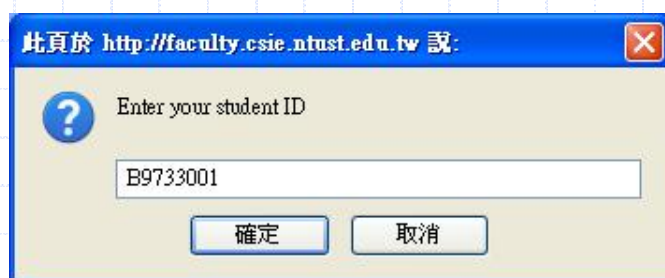 此頁於 http://faculty.csie.ntust.edu.tw 說:
Enter your student ID
B9733001
確定 取消